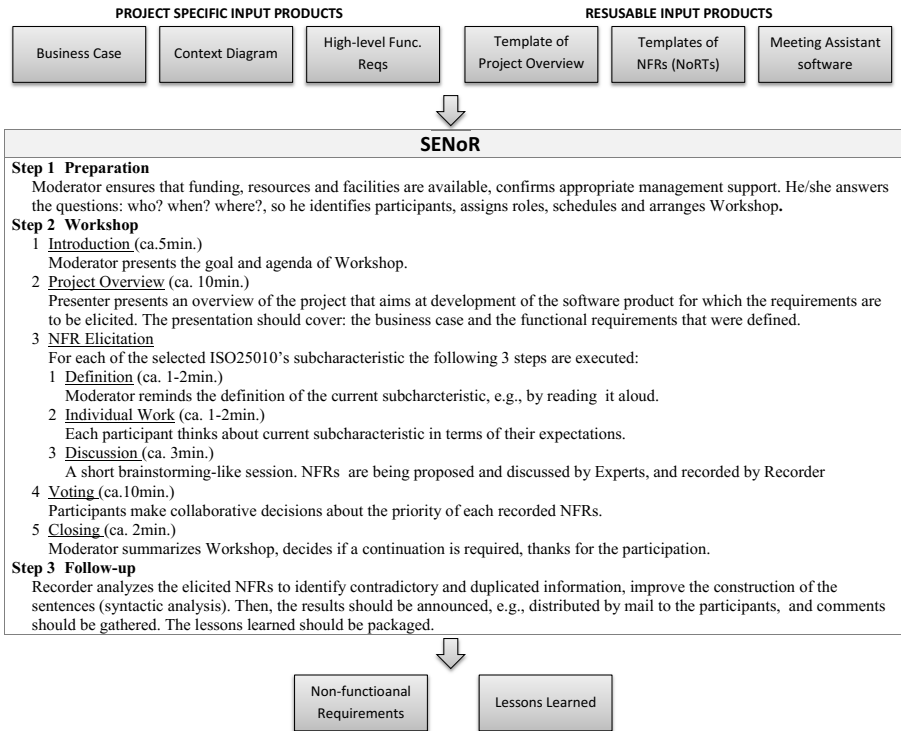 PROJECT SPECIFIC INPUT PRODUCTS
RESUSABLE INPUT PRODUCTS
Business Case
Context Diagram
High-level Func.
Reqs
Template of
Project Overview
Templates of
NFRs (NoRTs)
Meeting Assistant
software
SENoR
Step 1 Preparation
Moderator ensures that funding, resources and facilities are available, confirms appropriate management support. He/she answers
the questions: who? when? where?, so he identifies participants, assigns roles, schedules and arranges Workshop.
Step 2 Workshop
1 Introduction (ca.5min.)
Moderator presents the goal and agenda of Workshop.
2 Project Overview (ca. 10min.)
Presenter presents an overview of the project that aims at development of the software product for which the requirements are
to be elicited. The presentation should cover: the business case and the functional requirements that were defined.
3 NFR Elicitation
For each of the selected ISO25010's subcharacteristic the following 3 steps are executed:
1 Definition (ca. 1-2min.)
Moderator reminds the definition of the current subcharcteristic, e.g., by reading it aloud.
2 Individual Work (ca. 1-2min.)
Each participant thinks about current subcharacteristic in terms of their expectations.
3 Discussion (ca. 3min.)
A short brainstorming-like session. NFRs are being proposed and discussed by Experts, and recorded by Recorder
4 Voting (ca.10min.)
Participants make collaborative decisions about the priority of each recorded NFRs.
5 Closing (ca. 2min.)
Moderator summarizes Workshop, decides if a continuation is required, thanks for the participation.
Step 3 Follow-up
Recorder analyzes the elicited NFRs to identify contradictory and duplicated information, improve the construction of the
sentences (syntactic analysis). Then, the results should be announced, e.g., distributed by mail to the participants, and comments
should be gathered. The lessons learned should be packaged.
Non-functioanal
Requirements
Lessons Learned